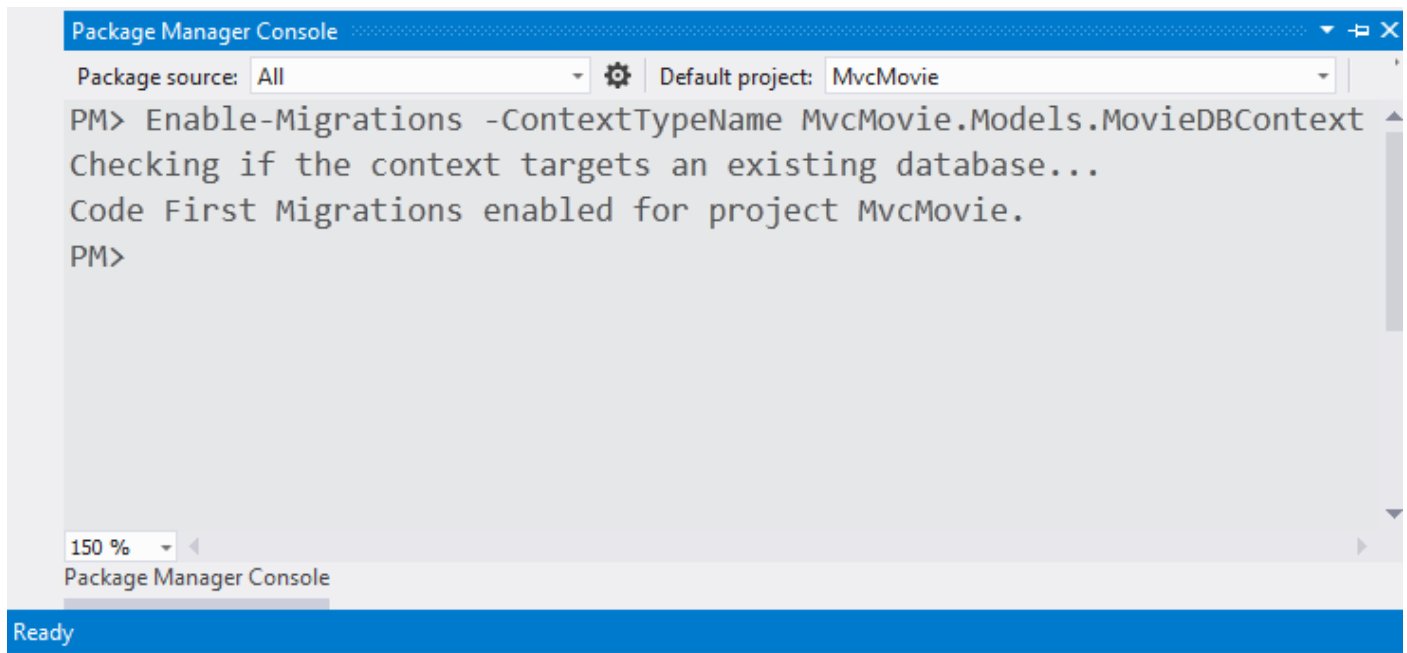 Package Manager Console
Package source: All Default project: MvcMovie
PM> Enable-Migrations -ContextTypeName MvcMovie.Models.MovieDBContext
Checking if the context targets an existing database...
Code First Migrations enabled for project MvcMovie.
PM>
150 %
Package Manager Console
Ready